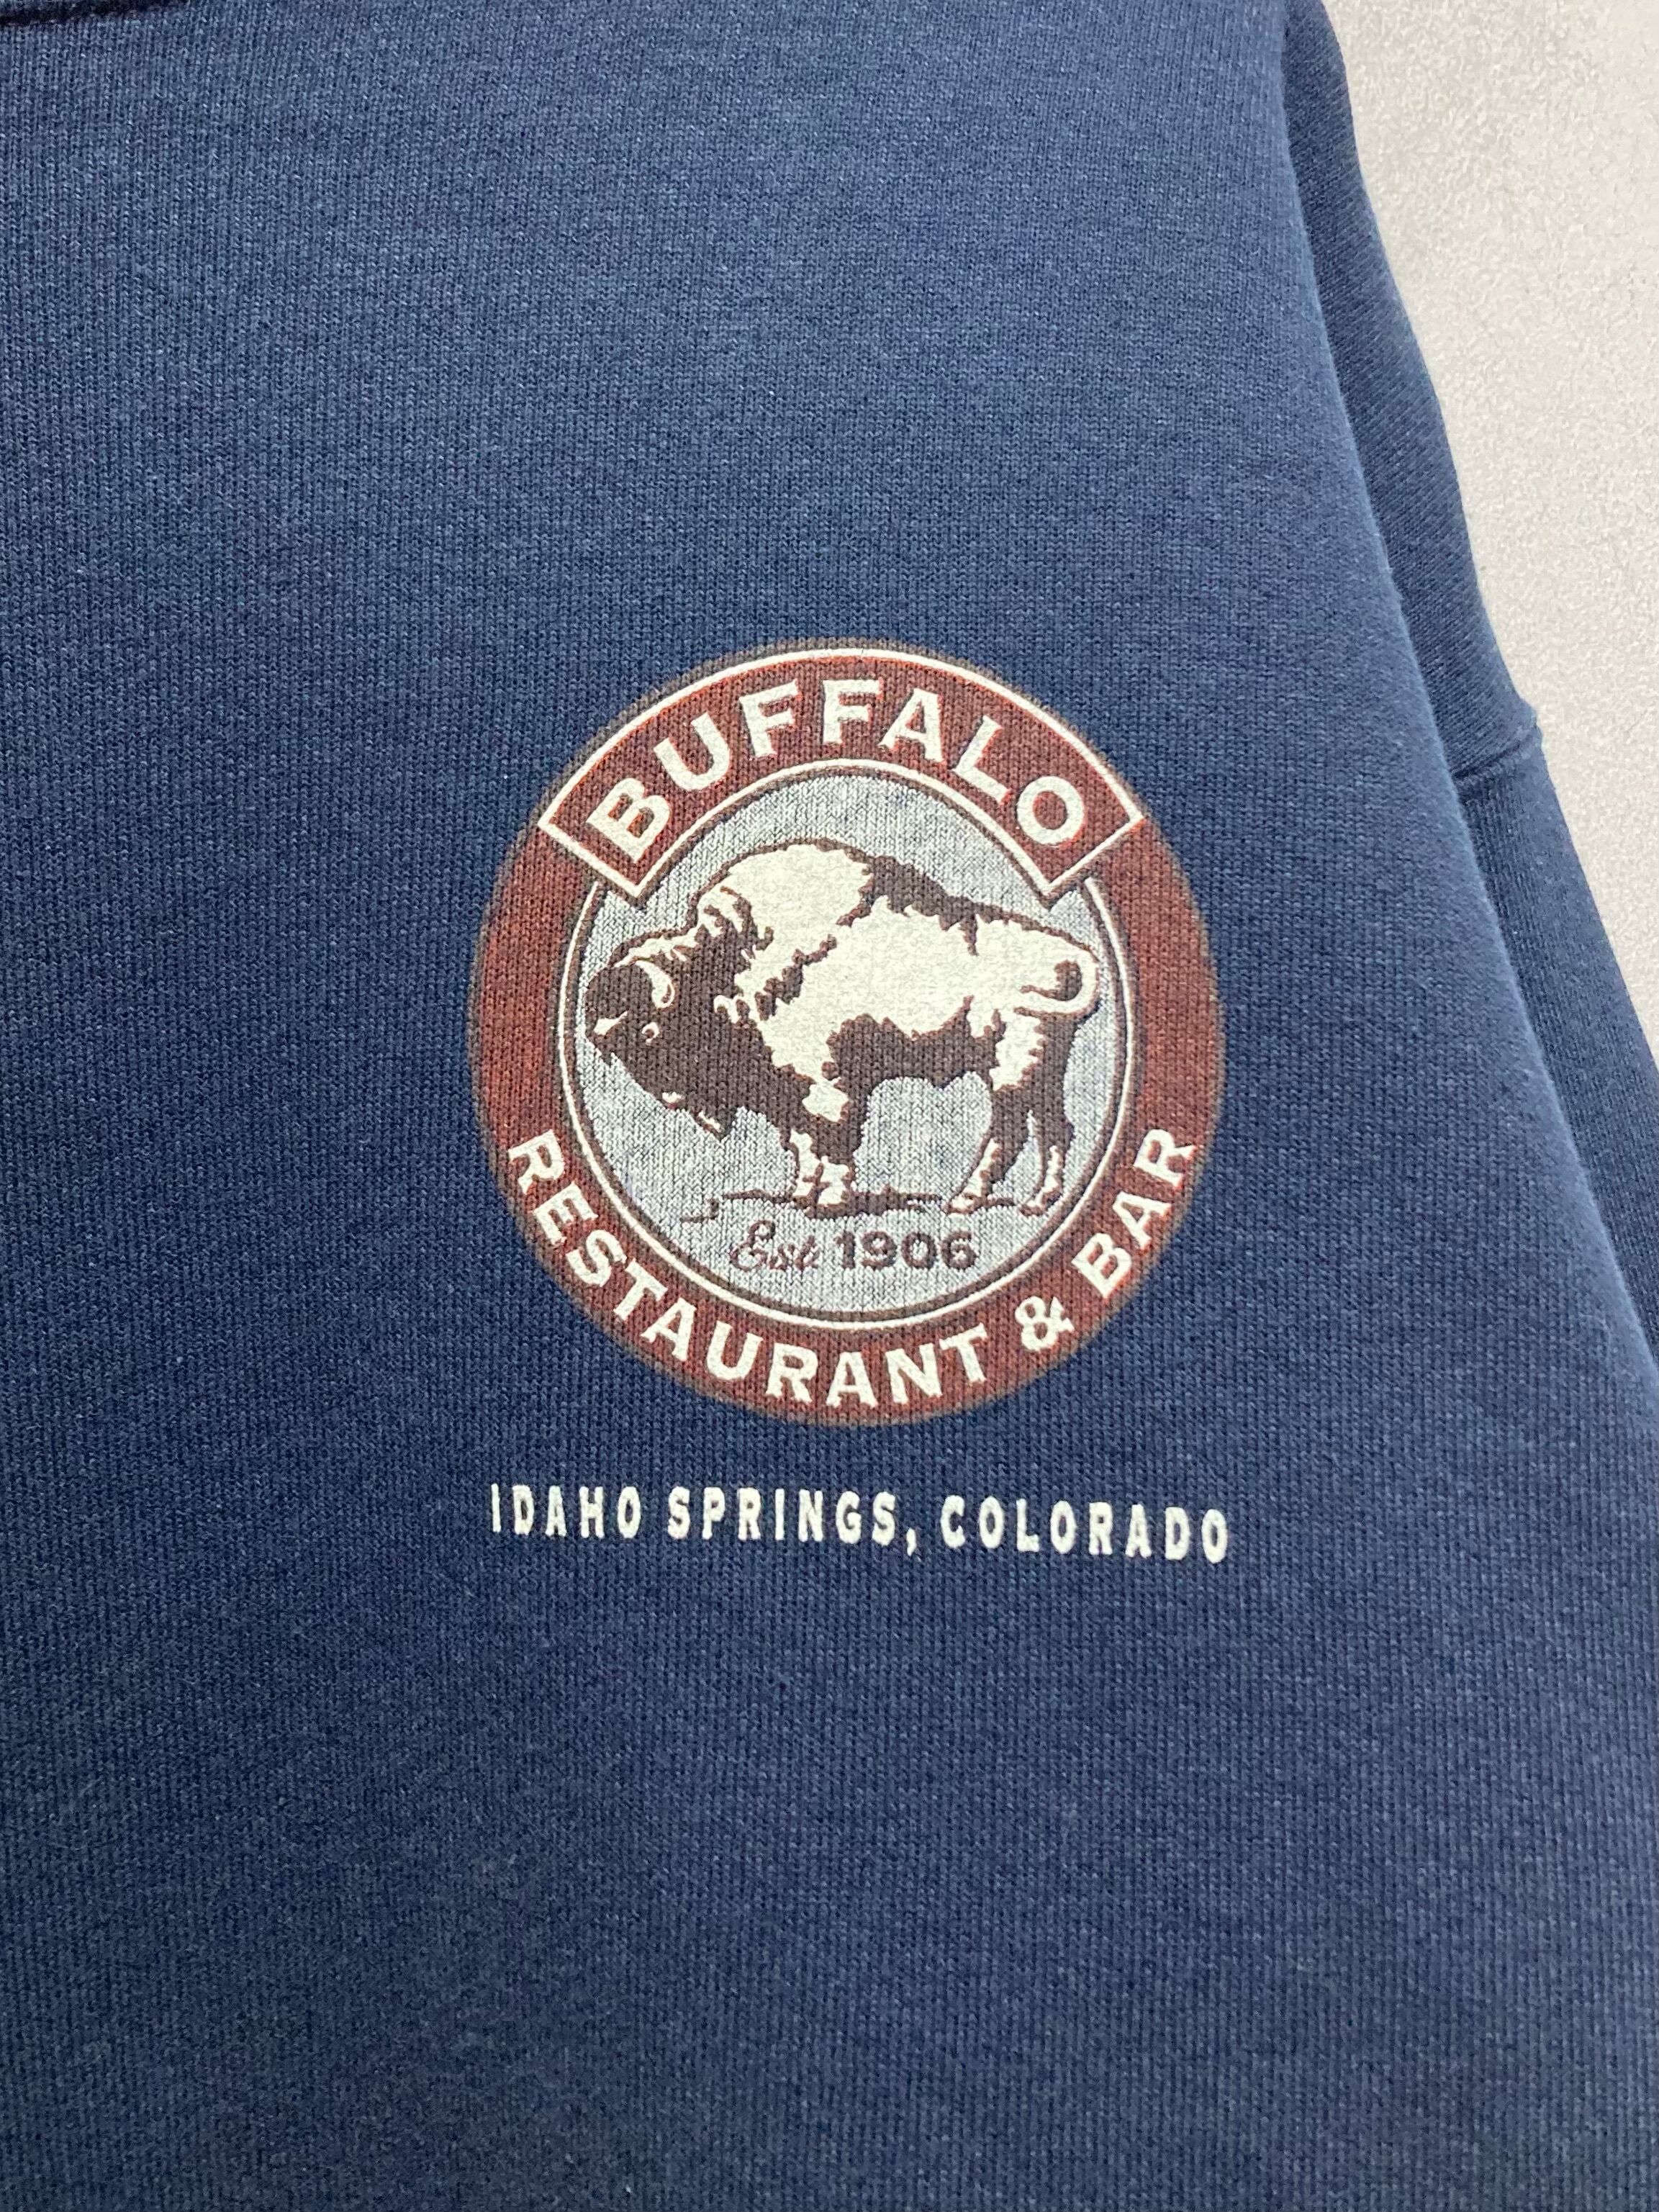 BUFFALO
Est 1906
RESTAURANT & BAR
IDAHO SPRINGS, COLORADO